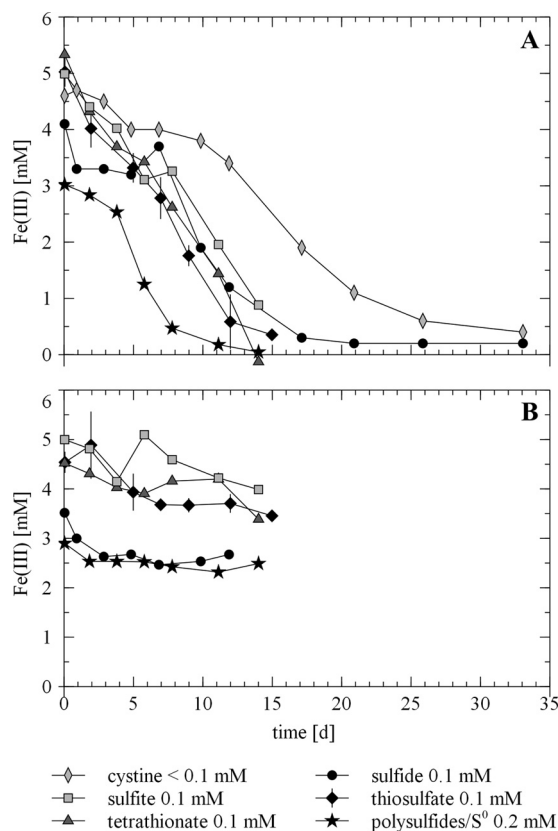 A
6
5
4
3
2
1
0
Fe(III) [mM]
B
6
5
4
3
2
1
0
Fe(III) [mM]
0 5 10 15 20 25 30 35
time [d]
cystine < 0.1 mM
sulfite 0.1 mM
tetrathionate 0.1 mM
sulfide 0.1 mM
thiosulfate 0.1 mM
polysulfides/S⁰ 0.2 mM